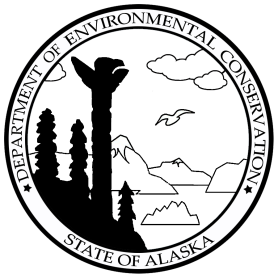 DEPARTMENT OF ENVIRONMENTAL CONSERVATION
STATE OF ALASKA